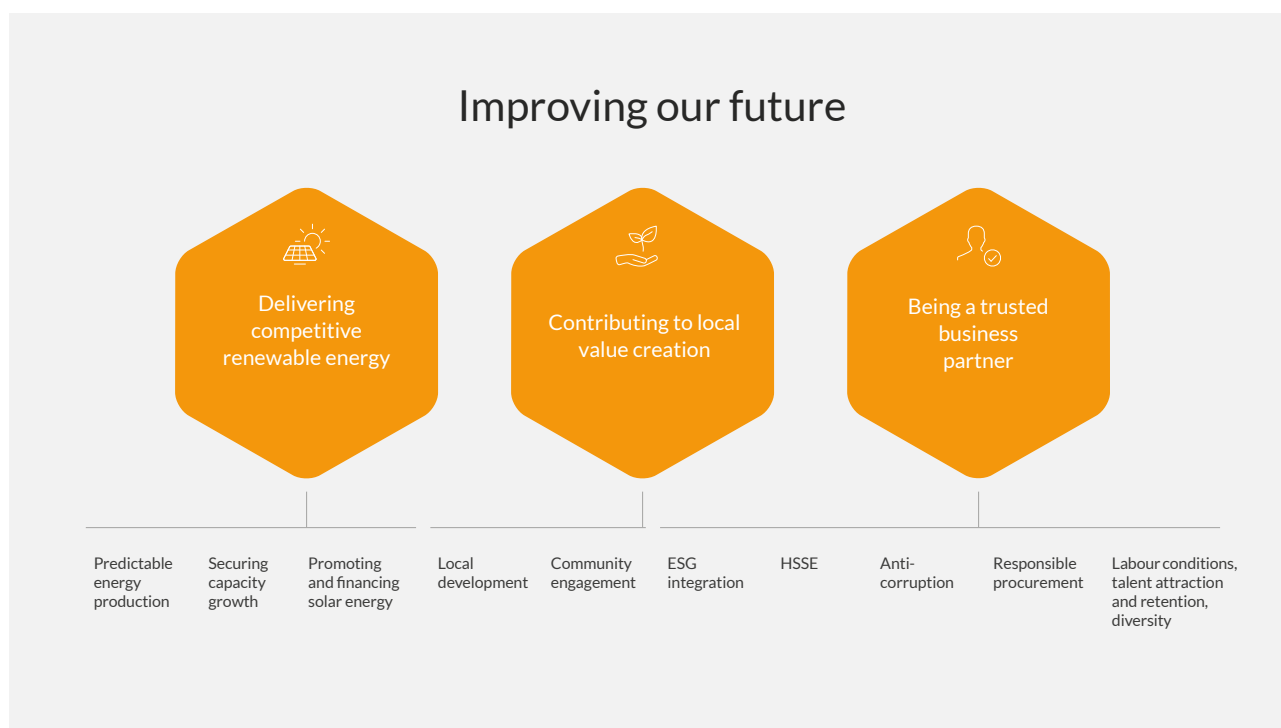 Improving our future
Delivering
competitive
renewable energy
Contributing to local
value creation
Being a trusted
business
partner
Predictable
energy
production
Securing
capacity
growth
Promoting
and financing
solar energy
Local
development
Community
engagement
ESG
integration
HSSE
Anti-
corruption
Responsible
procurement
Labour conditions,
talent attraction
and retention,
diversity